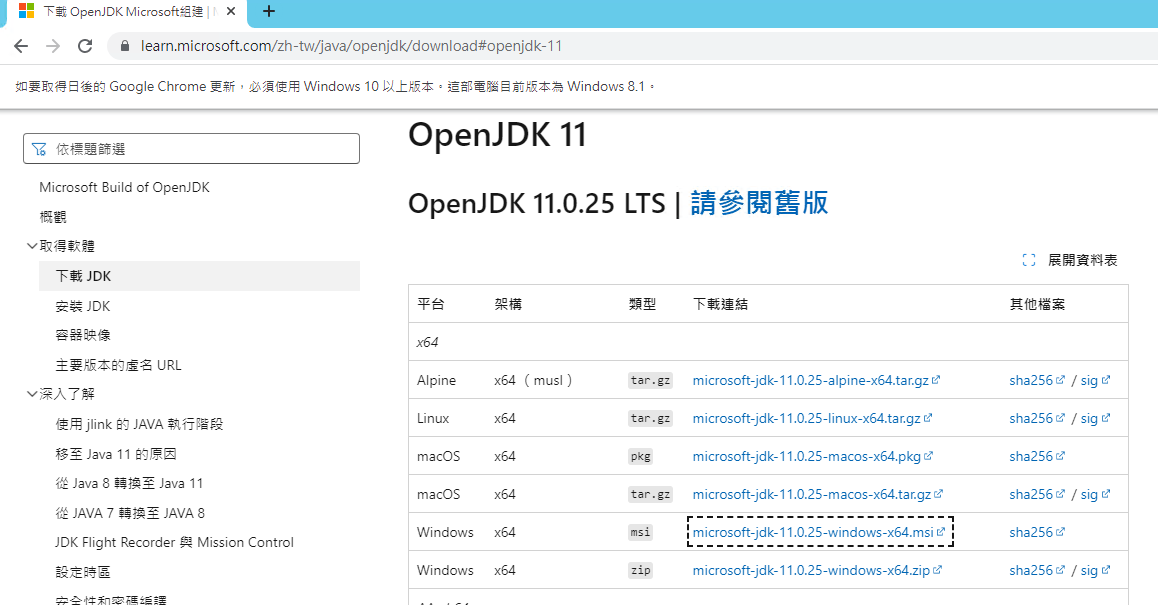 下載 OpenJDK Microsoft组建 |
learn.microsoft.com/zh-tw/java/openjdk/download#openjdk-11
如要取得日後的 Google Chrome 更新，必須使用 Windows 10 以上版本。這部電腦目前版本為 Windows 8.1。
依標題篩選
Microsoft Build of OpenJDK
概觀
取得軟體
下載 JDK
安裝 JDK
容器映像
主要版本的虛名 URL
深入了解
使用 jlink 的 JAVA 執行階段
移至 Java 11 的原因
從 Java 8 轉換至 Java 11
從 JAVA 7 轉換至 JAVA 8
JDK Flight Recorder 與 Mission Control
設定時區
安全性和密碼編譯
OpenJDK 11
OpenJDK 11.0.25 LTS | 請參閱舊版
展開資料表
平台 架構 類型 下載連結 其他檔案
x64
Alpine x64 （musl） tar.gz microsoft-jdk-11.0.25-alpine-x64.tar.gz sha256 / sig
Linux x64 tar.gz microsoft-jdk-11.0.25-linux-x64.tar.gz sha256 / sig
macOS x64 pkg microsoft-jdk-11.0.25-macos-x64.pkg sha256
macOS x64 tar.gz microsoft-jdk-11.0.25-macos-x64.tar.gz sha256 / sig
Windows x64 msi microsoft-jdk-11.0.25-windows-x64.msi sha256
Windows x64 zip microsoft-jdk-11.0.25-windows-x64.zip sha256 / sig